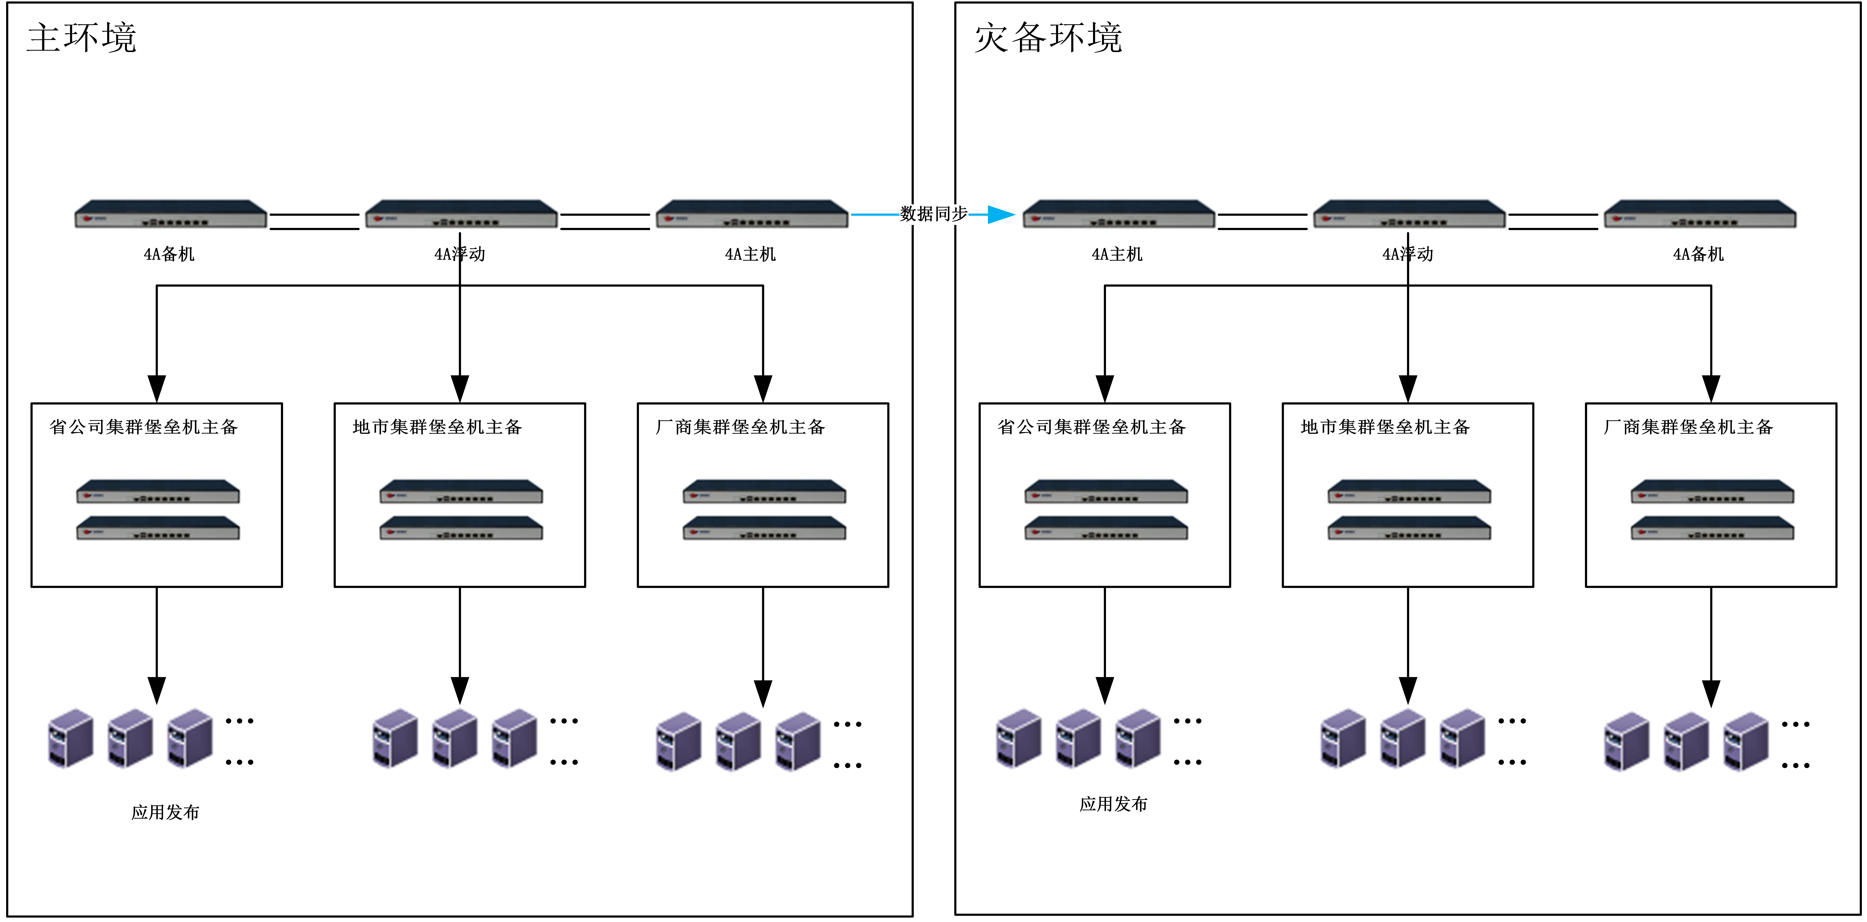 主环境
灾备环境
数据同步
4A备机
4A浮动
4A主机
4A主机
4A浮动
4A备机
省公司集群堡垒机主备
地市集群堡垒机主备
厂商集群堡垒机主备
省公司集群堡垒机主备
地市集群堡垒机主备
厂商集群堡垒机主备
应用发布
应用发布